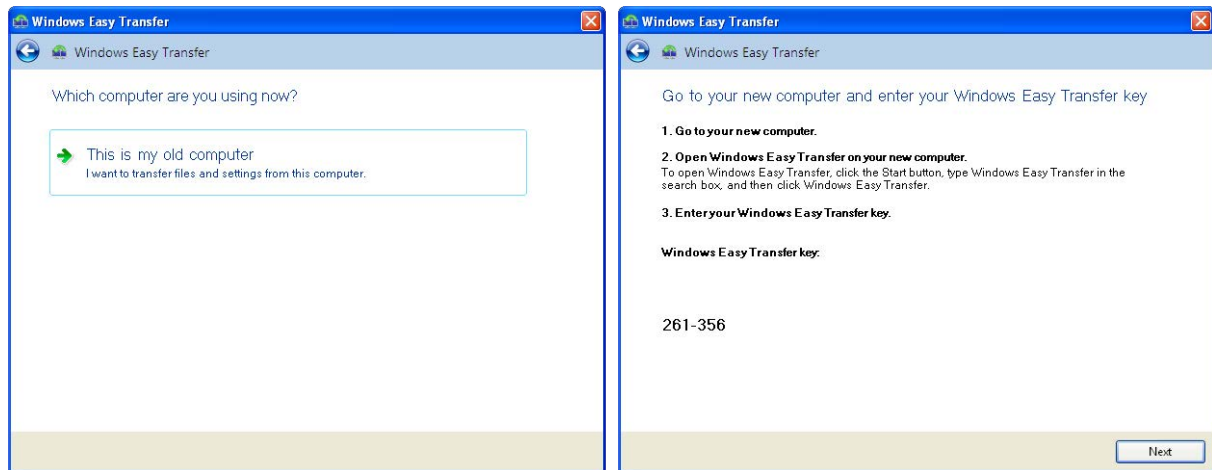 Windows Easy Transfer
Windows Easy Transfer
Which computer are you using now?
This is my old computer
I want to transfer files and settings from this computer.
Windows Easy Transfer
Windows Easy Transfer
Go to your new computer and enter your Windows Easy Transfer key
1. Go to your new computer.
2. Open Windows Easy Transfer on your new computer.
To open Windows Easy Transfer, click the Start button, type Windows Easy Transfer in the
search box, and then click Windows Easy Transfer.
3. Enter your Windows Easy Transfer key.
Windows Easy Transfer key:
261-356
Next